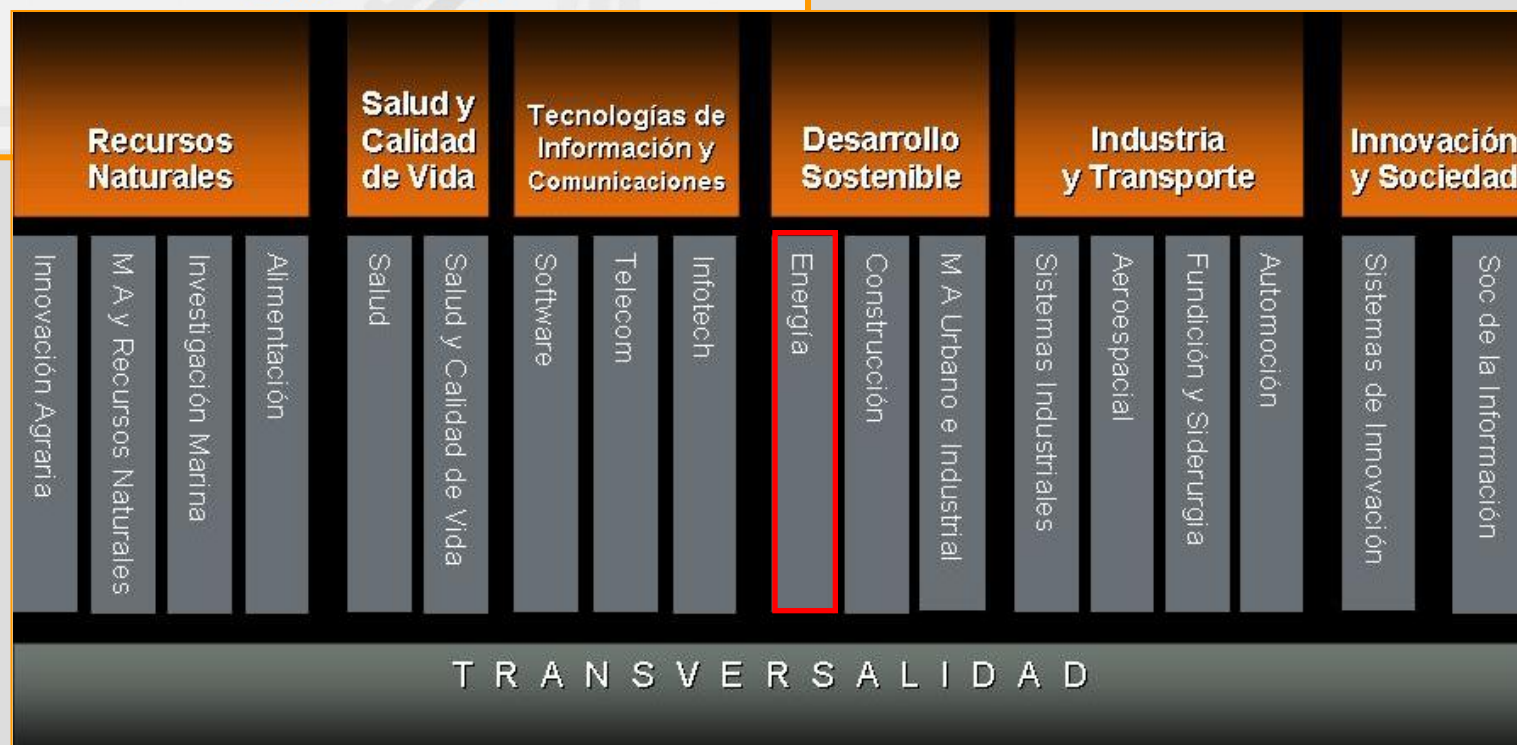 Recursos
Naturales
Salud y
Calidad
de Vida
Tecnologías de
Información y
Comunicaciones
Desarrollo
Sostenible
Industria
y Transporte
Innovación
y Sociedad
Innovación Agraria
M A y Recursos Naturales
Investigación Marina
Alimentación
Salud
Salud y Calidad de Vida
Software
Telecom
Infotech
Energía
Construcción
M A Urbano e Industrial
Sistemas Industriales
Aeroespacial
Fundición y Siderurgia
Automoción
Sistemas de Innovación
Soc de la Información
TRANSVERSALIDAD